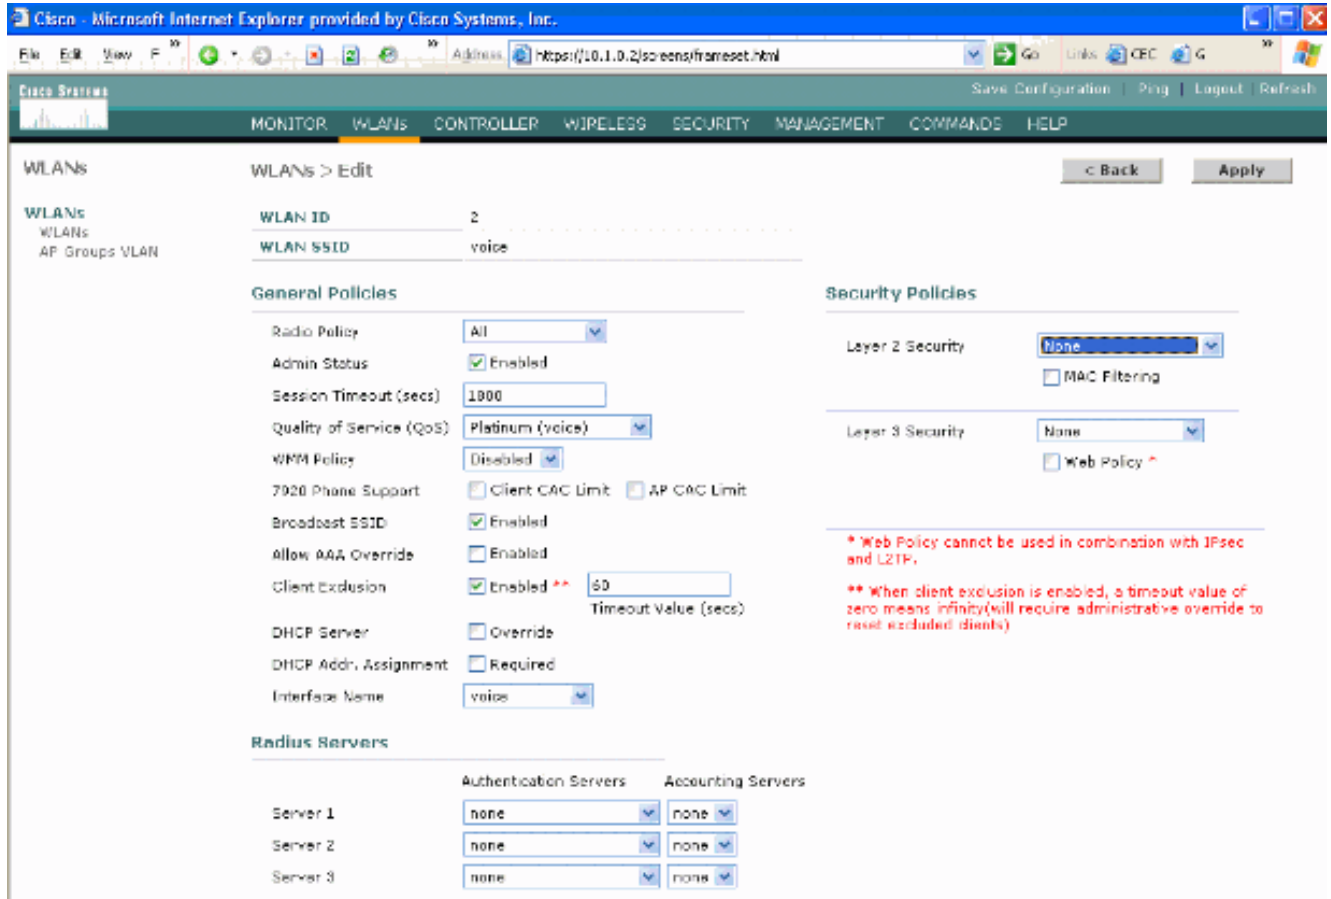 Cisco - Microsoft Internet Explorer provided by Cisco Systems, Inc.
File Edit View F » Address https://10.1.0.2/screens/frameset.html Go Links CEC G »
Cisco Systems
Save Configuration | Ping | Logout | Refresh
MONITOR WLANs CONTROLLER WIRELESS SECURITY MANAGEMENT COMMANDS HELP
WLANs
WLANs > Edit
< Back Apply
WLANs
WLANs
AP Groups VLAN
WLAN ID 2
WLAN SSID voice
General Policies
Radio Policy All
Admin Status Enabled
Session Timeout (secs) 1800
Quality of Service (QoS) Platinum (voice)
WMM Policy Disabled
7920 Phone Support Client CAC Limit AP CAC Limit
Broadcast SSID Enabled
Allow AAA Override Enabled
Client Exclusion Enabled ** 60
Timeout Value (secs)
DHCP Server Override
DHCP Addr. Assignment Required
Interface Name voice
Security Policies
Layer 2 Security None
MAC Filtering
Layer 3 Security None
Web Policy *
* Web Policy cannot be used in combination with IPsec
and L2TP.
** When client exclusion is enabled, a timeout value of
zero means infinity(will require administrative override to
reset excluded clients)
Radius Servers
Authentication Servers Accounting Servers
Server 1 none none
Server 2 none none
Server 3 none none